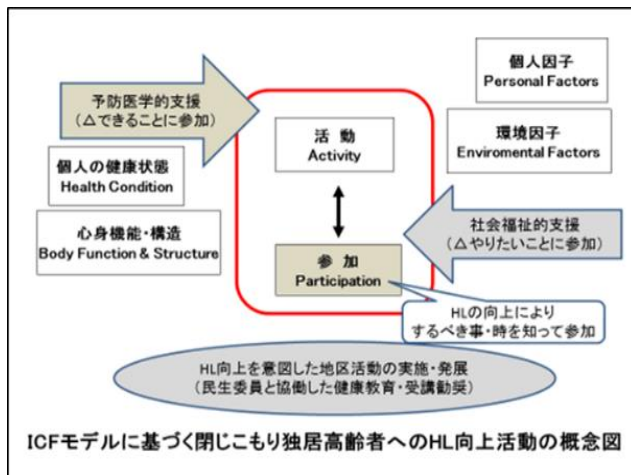 個人因子
Personal Factors
予防医学的支援
(△できることに参加)
活 動
Activity
環境因子
Enviromental Factors
個人の健康状態
Health Condition
心身機能・構造
Body Function & Structure
社会福祉的支援
(△やりたいことに参加)
参 加
Participation
HLの向上により
するべき事・時を知って参加
HL向上を意図した地区活動の実施・発展
(民生委員と協働した健康教育・受講勧奨)
ICFモデルに基づく閉じこもり独居高齢者へのHL向上活動の概念図